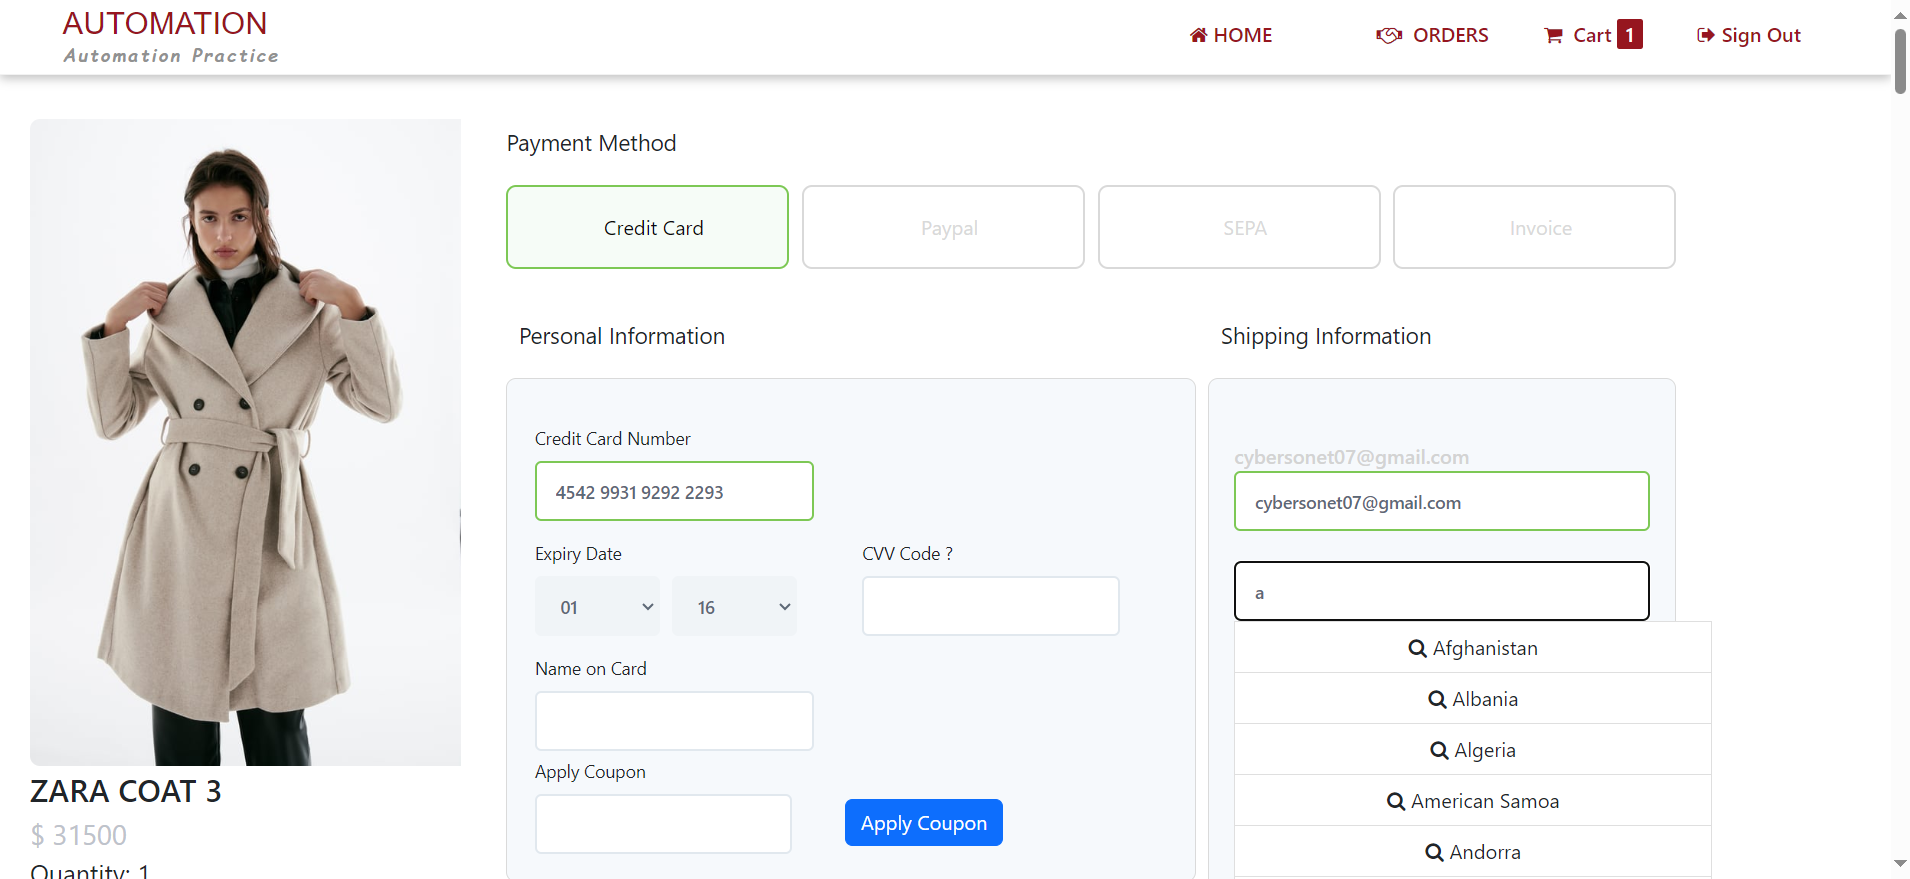 AUTOMATION
Automation Practice
HOME
ORDERS
Cart 1
Sign Out
Payment Method
Credit Card
Paypal
SEPA
Invoice
Personal Information
Shipping Information
Credit Card Number
4542 9931 9292 2293
Expiry Date
CVV Code ?
01
16
Name on Card
Apply Coupon
Apply Coupon
cybersonet07@gmail.com
cybersonet07@gmail.com
a
Afghanistan
Albania
Algeria
American Samoa
Andorra
ZARA COAT 3
$ 31500
Quantity: 1